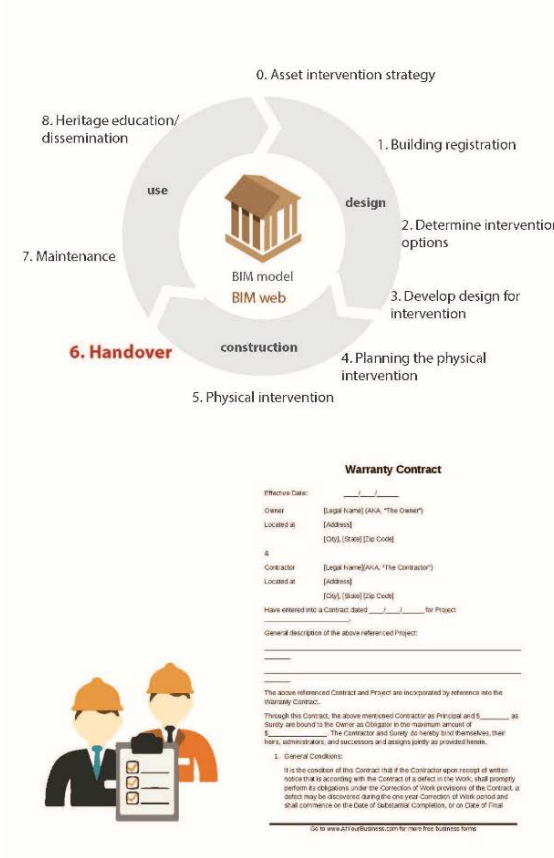 0. Asset intervention strategy
8. Heritage education/
dissemination
1. Building registration
use
design
2. Determine intervention
options
BIM model
BIM web
7. Maintenance
3. Develop design for
intervention
6. Handover
construction
4. Planning the physical
intervention
5. Physical intervention
Warranty Contract
Effective Date: ___/___/_____
Owner [Legal Name] (AKA, "The Owner")
Located at [Address]
[City], [State] [Zip Code]
&
Contractor [Legal Name](AKA, "The Contractor")
Located at [Address]
[City], [State] [Zip Code]
Have entered into a Contract dated ____/____/______ for Project
____________________.
General description of the above referenced Project:
The above referenced Contract and Project are incorporated by reference into the
Warranty Contract.
Through this Contract, the above mentioned Contractor as Principal and $________ as
Surety are bound to the Owner as Obligator in the maximum amount of
$______________. The Contractor and Surety do hereby bind themselves, their
heirs, administrators, and successors and assigns jointly as provided herein.
1. General Conditions:
It is the condition of this Contract that if the Contractor upon receipt of written
notice that is according with the Contract of a defect in the Work, shall promptly
perform its obligations under the Correction of Work provisions of the Contract, a
defect may be discovered during the one year Correction of Work period and
shall commence on the Date of Substantial Completion, or on Date of Final
Go to www.AtYourBusiness.com for more free business forms